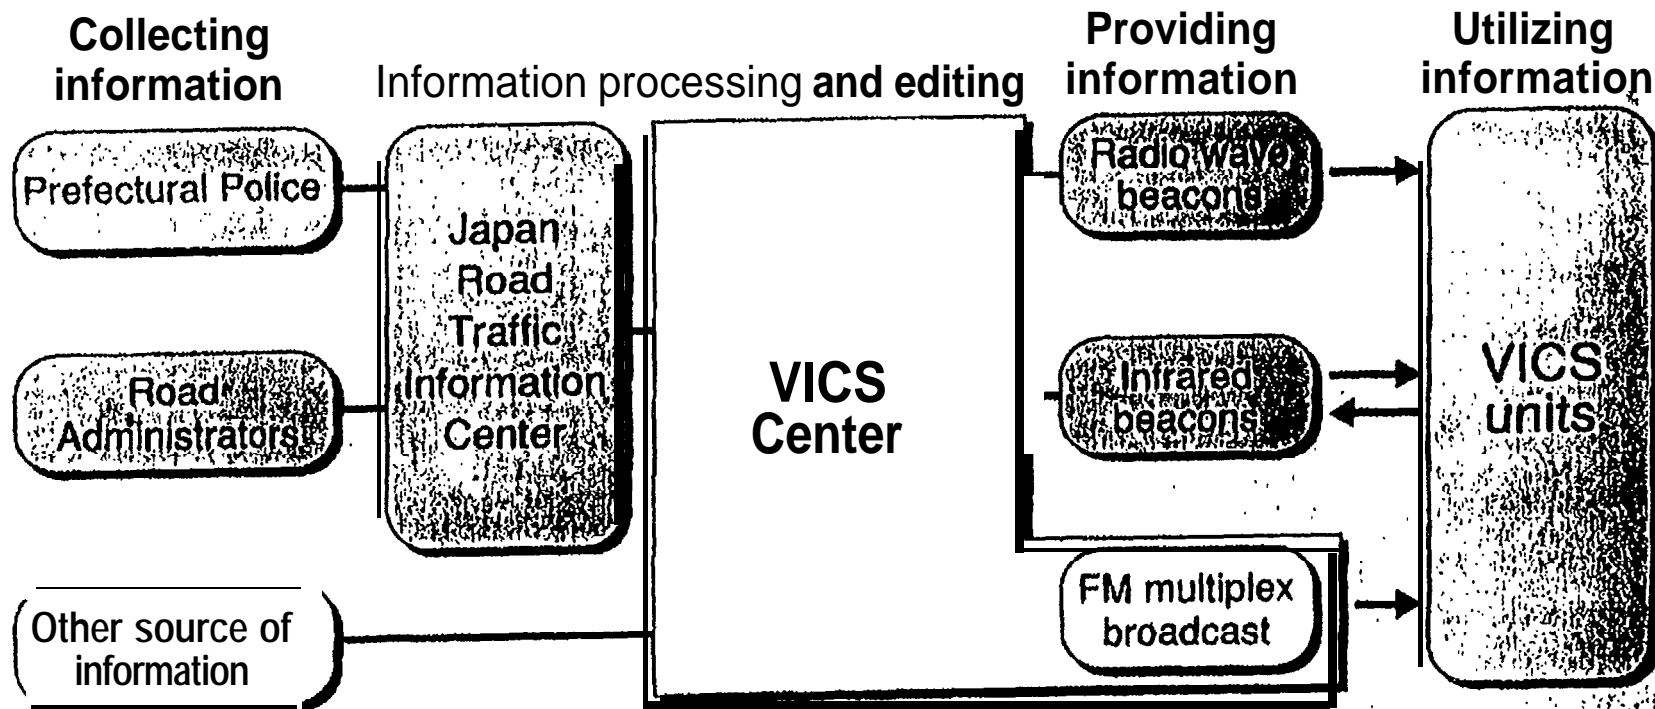 Collecting
information
Information processing and editing
Providing
information
Utilizing
information
Prefectural Police
Road
Administrators
Other source of
information
Japan
Road
Traffic
Information
Center
VICS
Center
Radio wave
beacons
Infrared
beacons
FM multiplex
broadcast
VICS
units